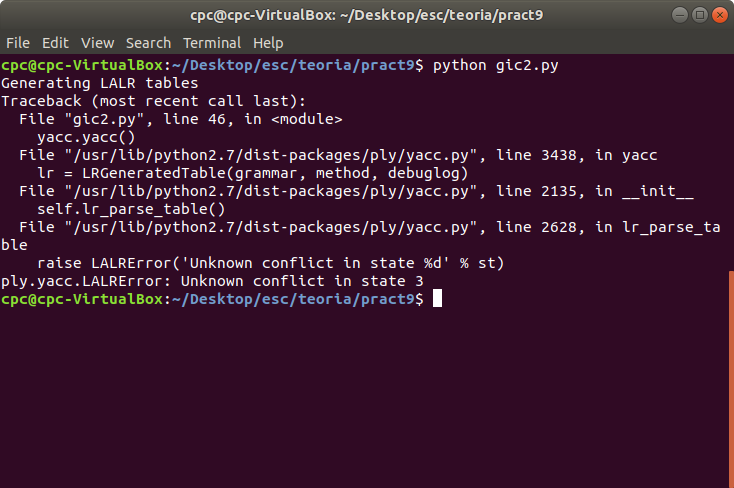 cpc@cpc-VirtualBox: ~/Desktop/esc/teoria/pract9
File Edit View Search Terminal Help
cpc@cpc-VirtualBox:~/Desktop/esc/teoria/pract9$ python gic2.py
Generating LALR tables
Traceback (most recent call last):
  File "gic2.py", line 46, in <module>
    yacc.yacc()
  File "/usr/lib/python2.7/dist-packages/ply/yacc.py", line 3438, in yacc
    lr = LRGeneratedTable(grammar, method, debuglog)
  File "/usr/lib/python2.7/dist-packages/ply/yacc.py", line 2135, in __init__
    self.lr_parse_table()
  File "/usr/lib/python2.7/dist-packages/ply/yacc.py", line 2628, in lr_parse_ta
ble
    raise LALRError('Unknown conflict in state %d' % st)
ply.yacc.LALRError: Unknown conflict in state 3
cpc@cpc-VirtualBox:~/Desktop/esc/teoria/pract9$